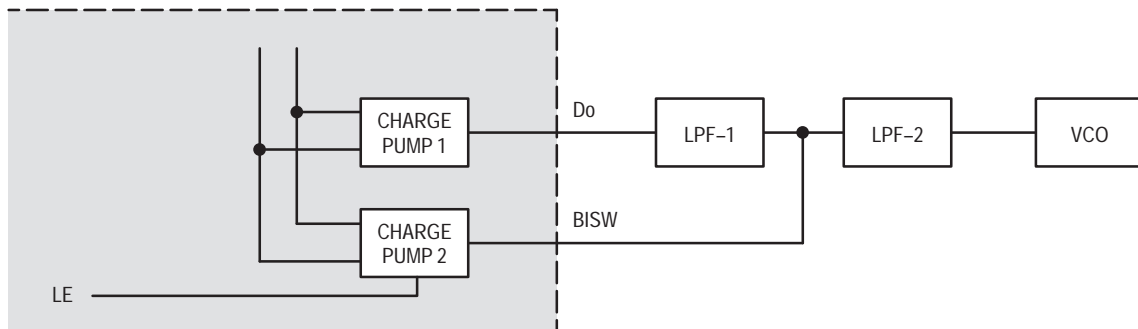 Do
CHARGE
PUMP 1
LPF–1
LPF–2
VCO
BISW
CHARGE
PUMP 2
LE